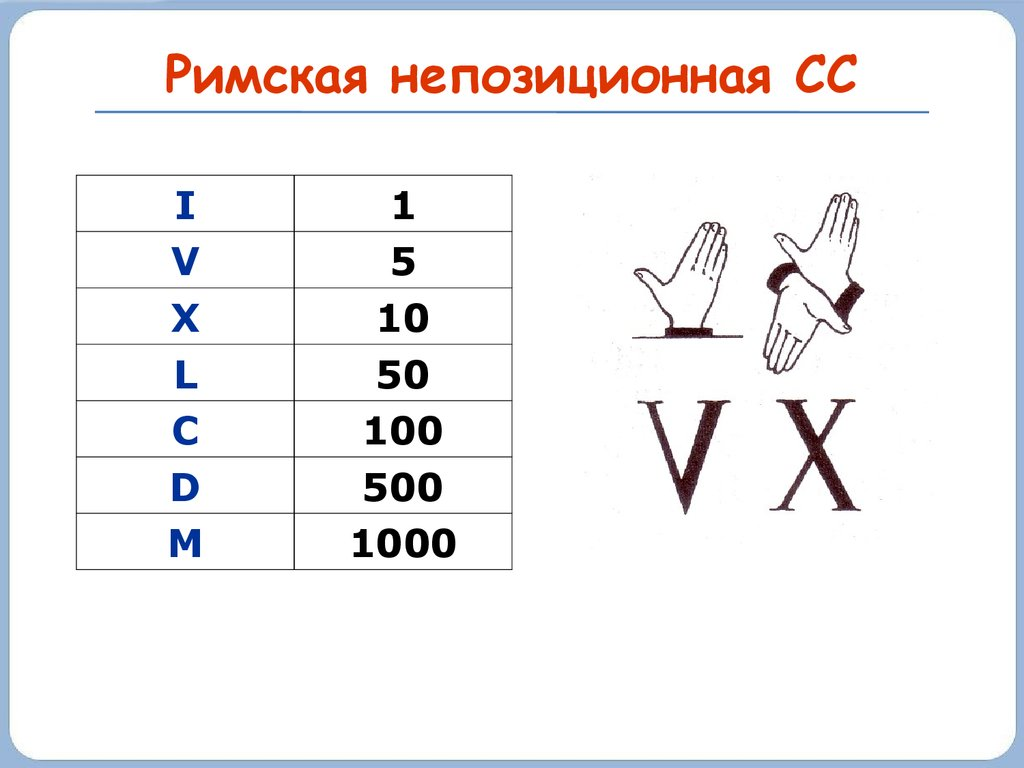 Римская непозиционная СС
I 1
V 5
X 10
L 50
C 100
D 500
M 1000
V X